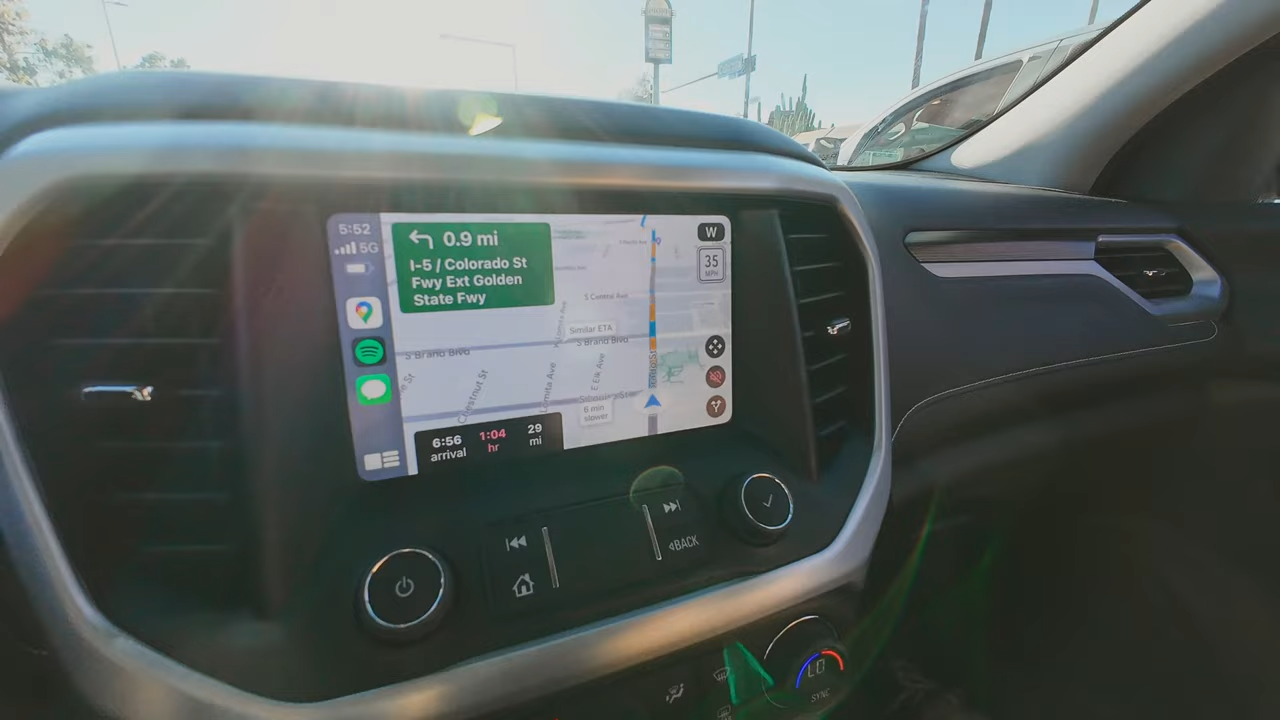 5:52
5G
0.9 mi
I-5 / Colorado St
Fwy Ext Golden
State Fwy
W
35
MPH
S Central Ave
Similar ETA
S Brand Blvd
S Brand Blvd
Chestnut St
Lomita Ave
E Elk Ave
6 min
slower
6:56
arrival
1:04
hr
29
mi
BACK
LO
SYNC